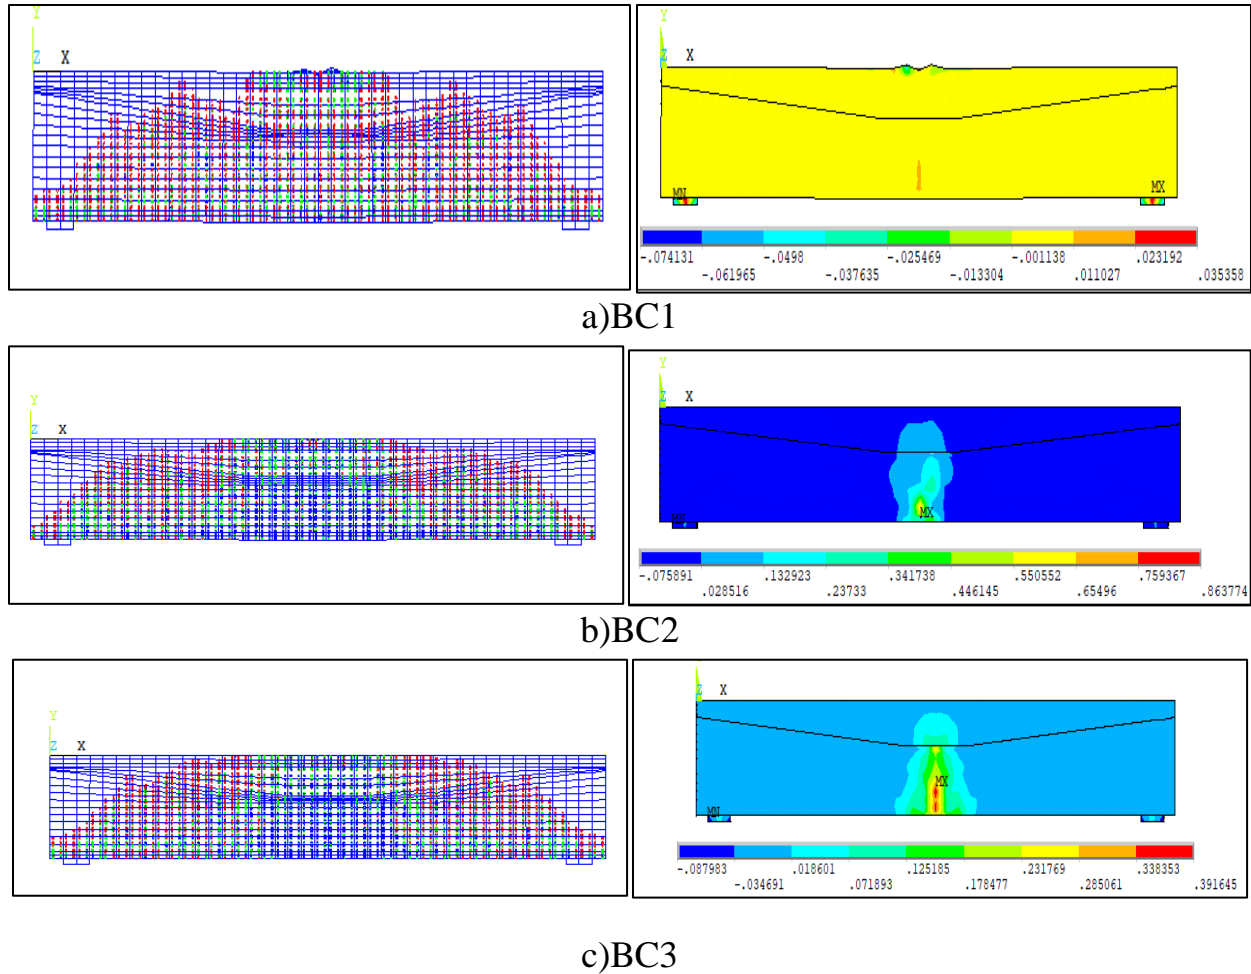 Y
Z X
Y
Z X
MN MX
-.074131 -.0498 -.025469 -.001138 .023192
-.061965 -.037635 -.013304 .011027 .035358
a)BC1
Y
Z X
Y
Z X
MX
-.075891 .132923 .341738 .550552 .759367
.028516 .23733 .446145 .65496 .863774
b)BC2
Y
Z X
Z X
MX
MN
-.087983 .018601 .125185 .231769 .338353
-.034691 .071893 .178477 .285061 .391645
c)BC3